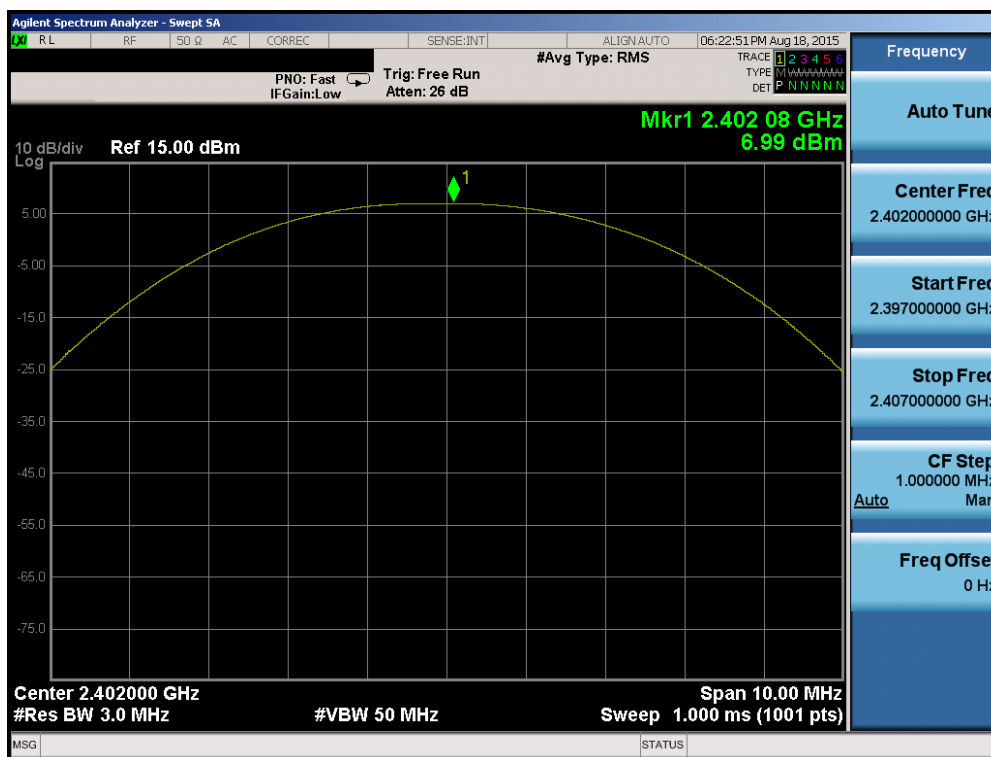 Agilent Spectrum Analyzer - Swept SA
LXI RL RF 50 Ω AC CORREC SENSE:INT ALIGN AUTO 06:22:51 PM Aug 18, 2015
PNO: Fast
IFGain:Low
Trig: Free Run
Atten: 26 dB
#Avg Type: RMS
TRACE 1 2 3 4 5 6
TYPE M
DET P N N N N N
Mkr1 2.402 08 GHz
6.99 dBm
10 dB/div
Log
Ref 15.00 dBm
1
5.00
-5.00
-15.0
-25.0
-35.0
-45.0
-55.0
-65.0
-75.0
Center 2.402000 GHz
#Res BW 3.0 MHz
#VBW 50 MHz
Span 10.00 MHz
Sweep 1.000 ms (1001 pts)
MSG
STATUS
Frequency
Auto Tune
Center Freq
2.402000000 GHz
Start Freq
2.397000000 GHz
Stop Freq
2.407000000 GHz
CF Step
1.000000 MHz
Auto Man
Freq Offset
0 Hz